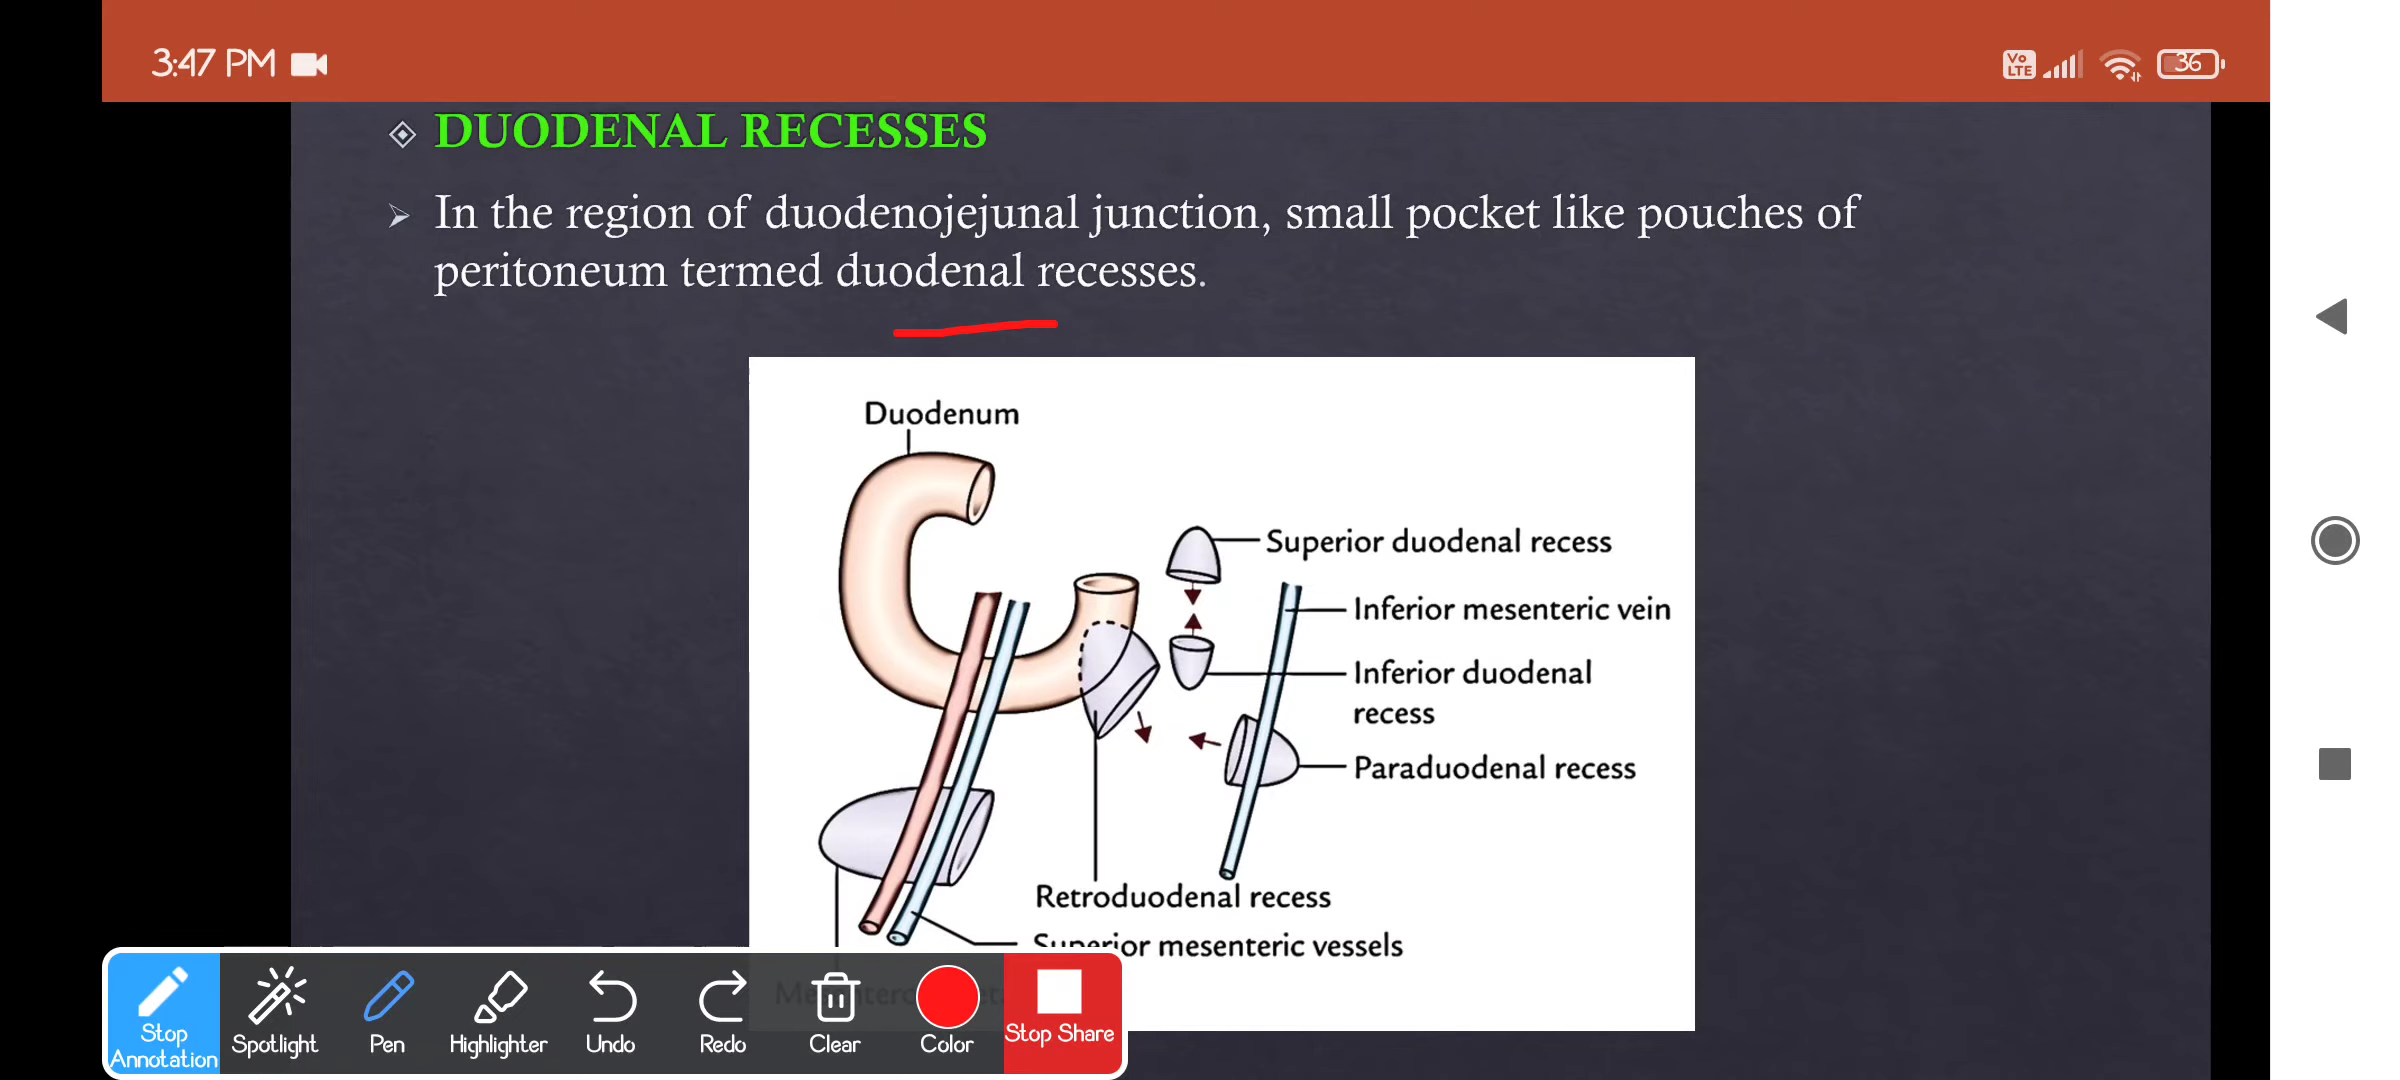 3:47 PM
Vo LTE
36
DUODENAL RECESSES
In the region of duodenojejunal junction, small pocket like pouches of
peritoneum termed duodenal recesses.
Duodenum
Superior duodenal recess
Inferior mesenteric vein
Inferior duodenal
recess
Paraduodenal recess
Retroduodenal recess
Superior mesenteric vessels
Stop
Annotation
Spotlight
Pen
Highlighter
Undo
Redo
Clear
Color
Stop Share